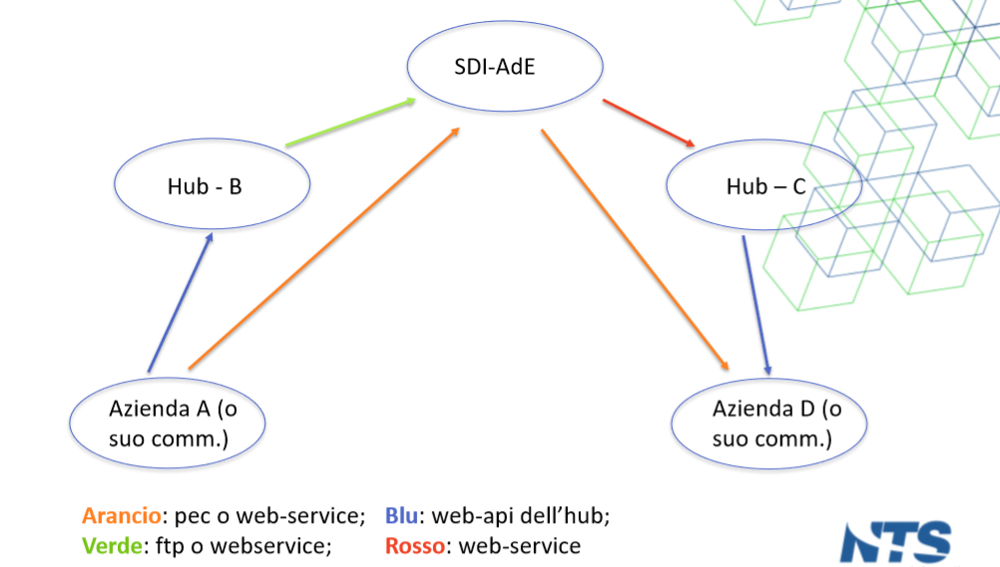 SDI-AdE
Hub - B
Hub – C
Azienda A (o
suo comm.)
Azienda D (o
suo comm.)
Arancio: pec o web-service; Blu: web-api dell’hub;
Verde: ftp o webservice; Rosso: web-service
NTS